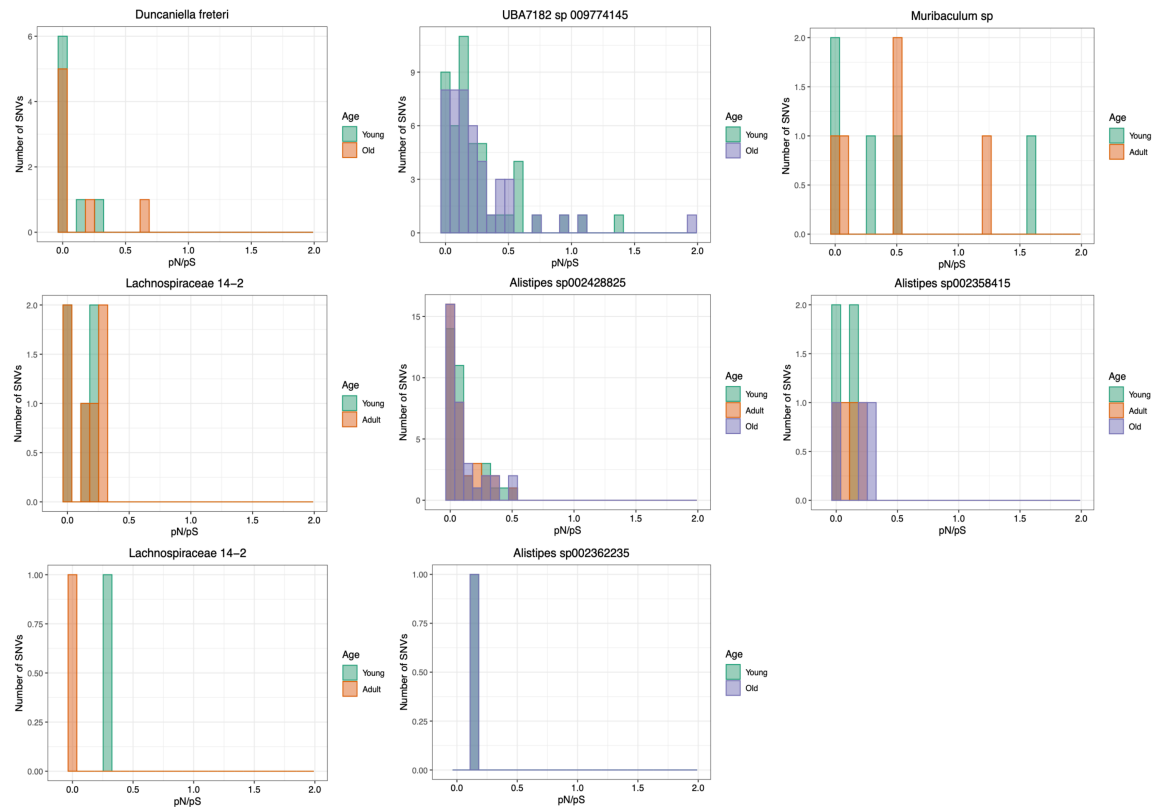 Duncaniella freteri
Number of SNVs
6
4
2
0
0.0 0.5 1.0 1.5 2.0
pN/pS
Age
Young
Old
UBA7182 sp 009774145
Number of SNVs
9
6
3
0
0.0 0.5 1.0 1.5 2.0
pN/pS
Age
Young
Old
Muribaculum sp
Number of SNVs
2.0
1.5
1.0
0.5
0.0
0.0 0.5 1.0 1.5 2.0
pN/pS
Age
Young
Adult
Lachnospiraceae 14−2
Number of SNVs
2.0
1.5
1.0
0.5
0.0
0.0 0.5 1.0 1.5 2.0
pN/pS
Age
Young
Adult
Alistipes sp002428825
Number of SNVs
15
10
5
0
0.0 0.5 1.0 1.5 2.0
pN/pS
Age
Young
Adult
Old
Alistipes sp002358415
Number of SNVs
2.0
1.5
1.0
0.5
0.0
0.0 0.5 1.0 1.5 2.0
pN/pS
Age
Young
Adult
Old
Lachnospiraceae 14−2
Number of SNVs
1.00
0.75
0.50
0.25
0.00
0.0 0.5 1.0 1.5 2.0
pN/pS
Age
Young
Adult
Alistipes sp002362235
Number of SNVs
1.00
0.75
0.50
0.25
0.00
0.0 0.5 1.0 1.5 2.0
pN/pS
Age
Young
Old